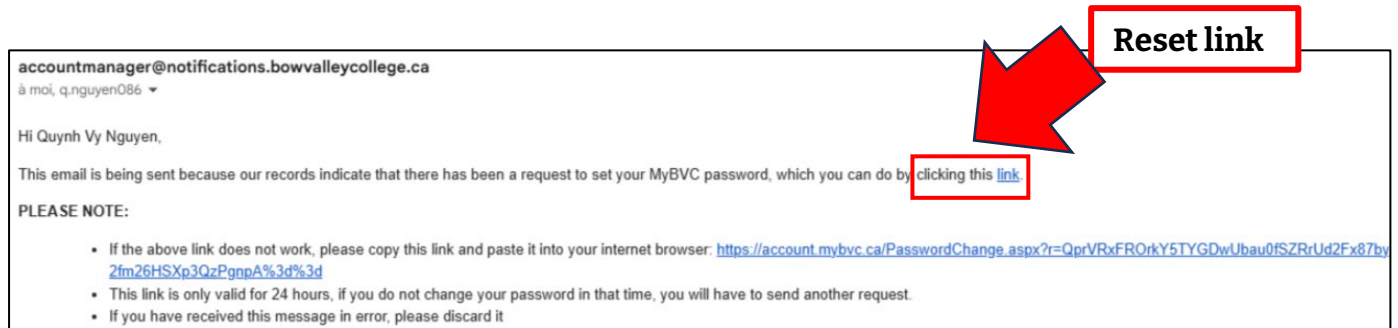 Reset link
accountmanager@notifications.bowvalleycollege.ca
à moi, q.nguyen086
Hi Quynh Vy Nguyen,
This email is being sent because our records indicate that there has been a request to set your MyBVC password, which you can do by clicking this link.
PLEASE NOTE:
• If the above link does not work, please copy this link and paste it into your internet browser: https://account.mybvc.ca/PasswordChange.aspx?r=QprVRxFROrkY5TYGDwUbau0fSZRrUd2Fx87by
2fm26HSXp3QzPgnpA%3d%3d
• This link is only valid for 24 hours, if you do not change your password in that time, you will have to send another request.
• If you have received this message in error, please discard it